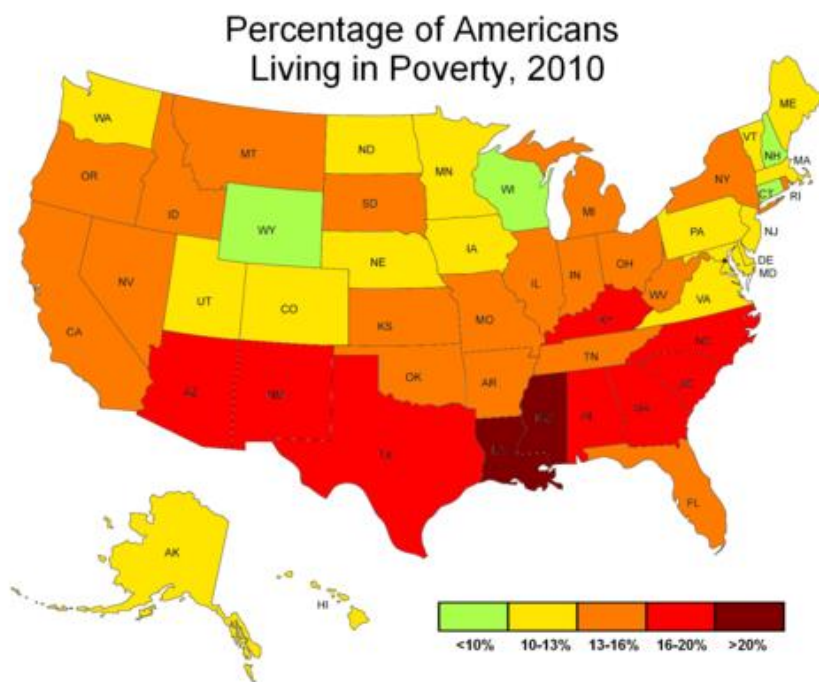 Percentage of Americans
Living in Poverty, 2010
WA
ME
VT
MT
ND
MN
NH
MA
OR
WI
NY
CT
RI
ID
SD
MI
WY
PA
NJ
IA
NE
OH
DE
NV
IL
IN
MD
UT
CO
WV
VA
CA
KS
MO
KY
NC
TN
OK
AR
AZ
NM
SC
MS
AL
GA
TX
LA
FL
AK
HI
<10% 10-13% 13-16% 16-20% >20%